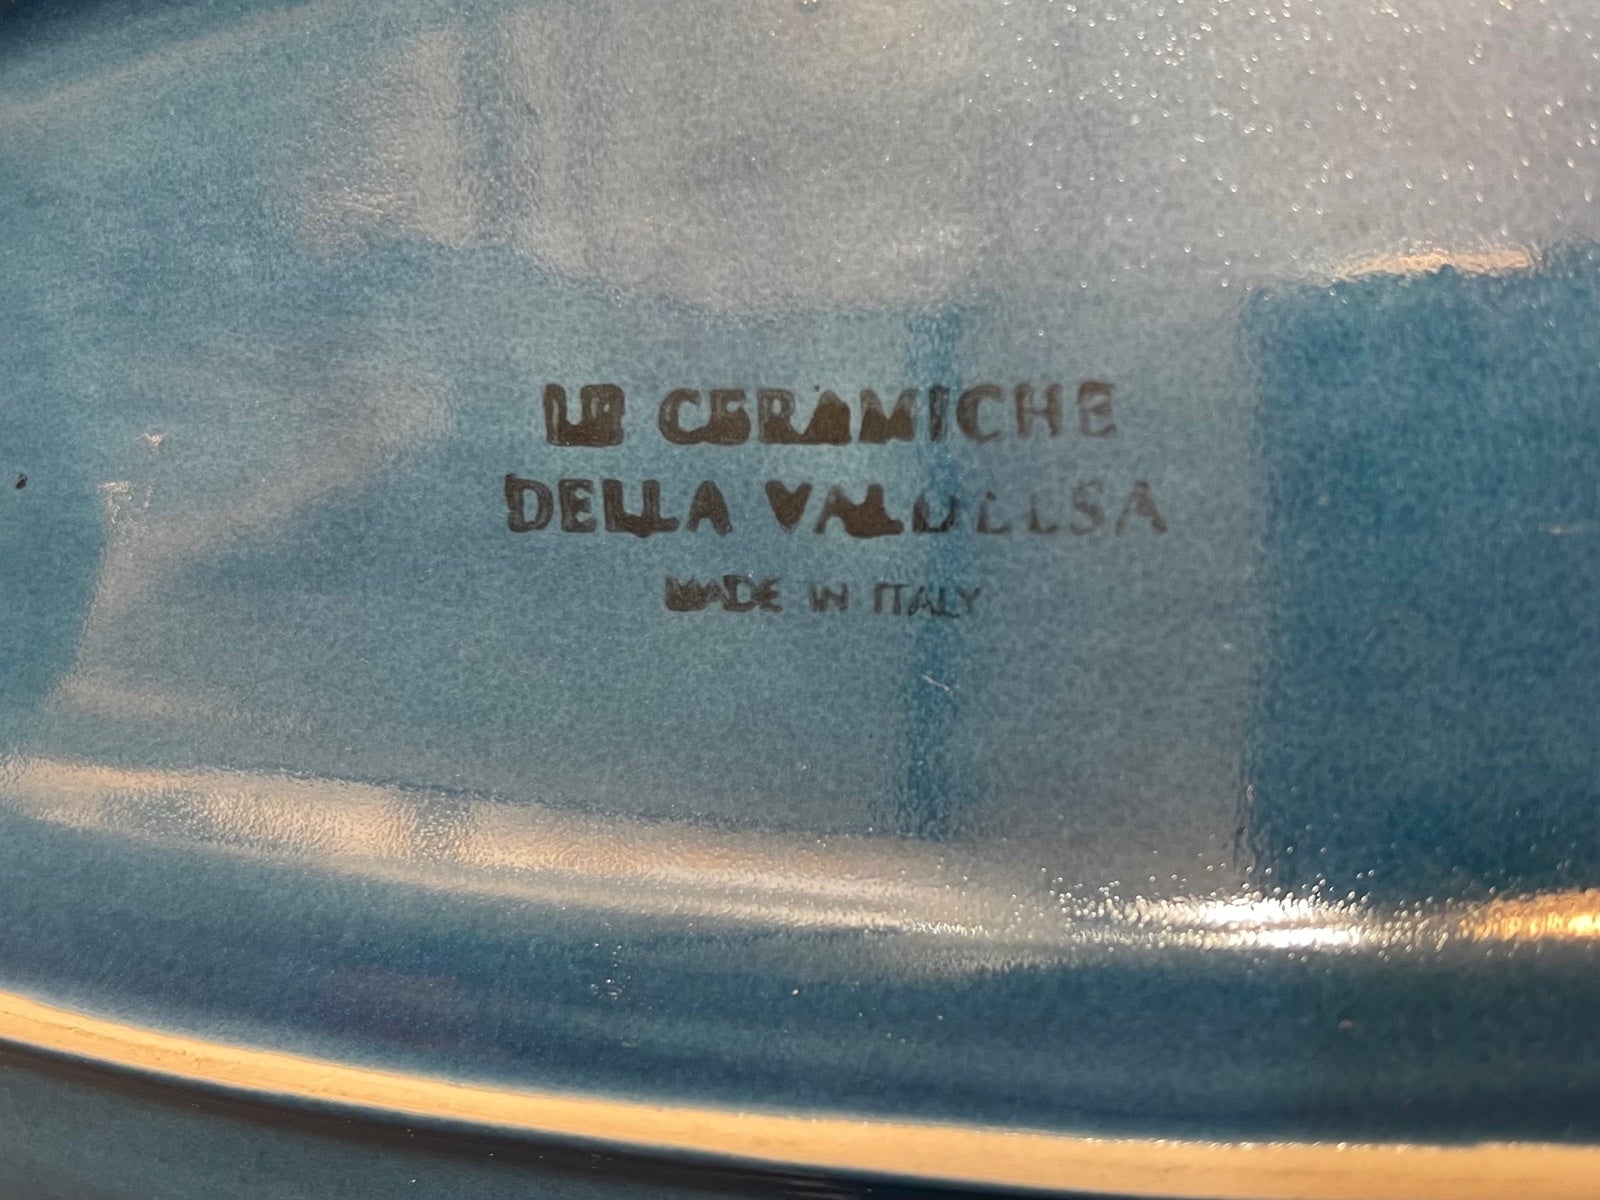 LE CERAMICHE
DELLA VALDELSA
MADE IN ITALY